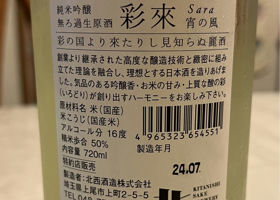 純米吟醸
無ろ過生原酒
彩來
Sara
宵の風
彩の国より來たりし見知らぬ麗酒
創業より継承された高度な醸造技術と緻密に組み
立てた理論を融合し、理想とする日本酒を造りあげま
した。気品のある吟醸香・お米の甘み・上質な酸の
(いろどり)が創り出すハーモニーをお楽しみ下さい。
原材料名 米(国産)
米こうじ(国産米)
アルコール分 16度
精米歩合 50%
内容量 720ml
特約店販売
製造者:北西酒造株式会社
埼玉県上尾市上町2-5-5
TEL 048
4965323654551
製造年月
24.07
KITANISHI
SAKE